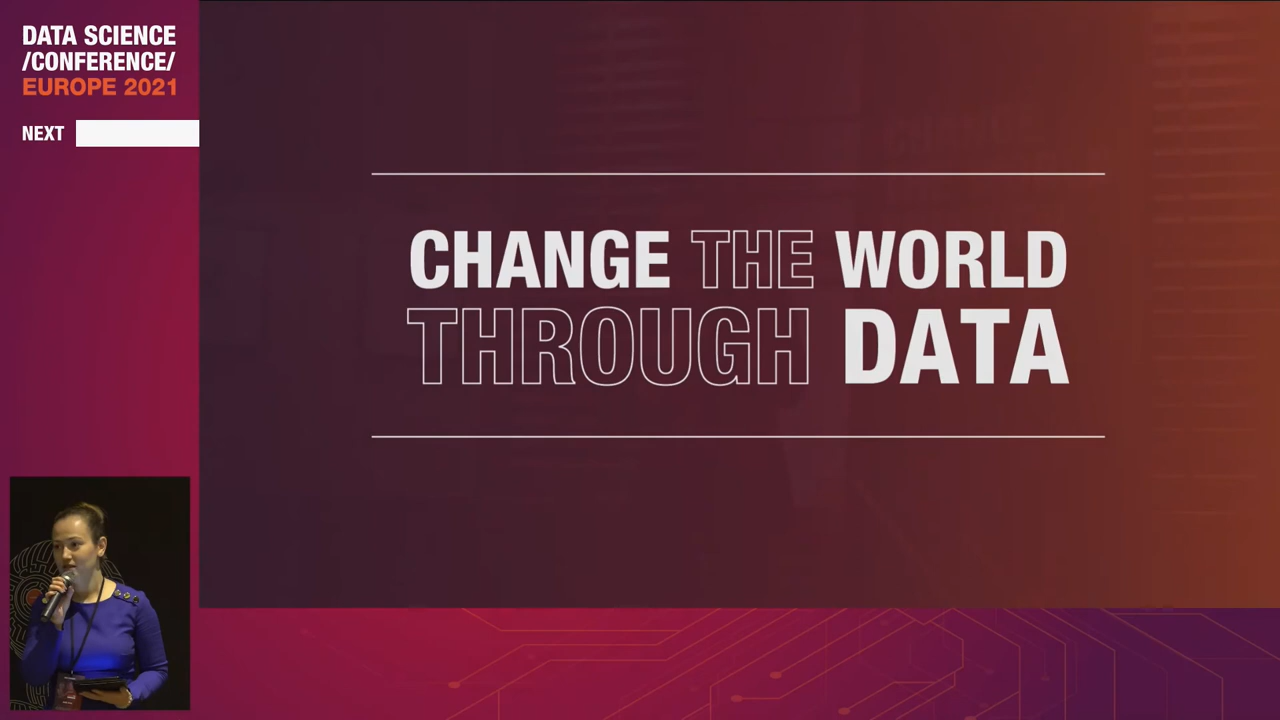 DATA SCIENCE
/CONFERENCE/
EUROPE 2021
NEXT
CHANGE THE WORLD
THROUGH DATA